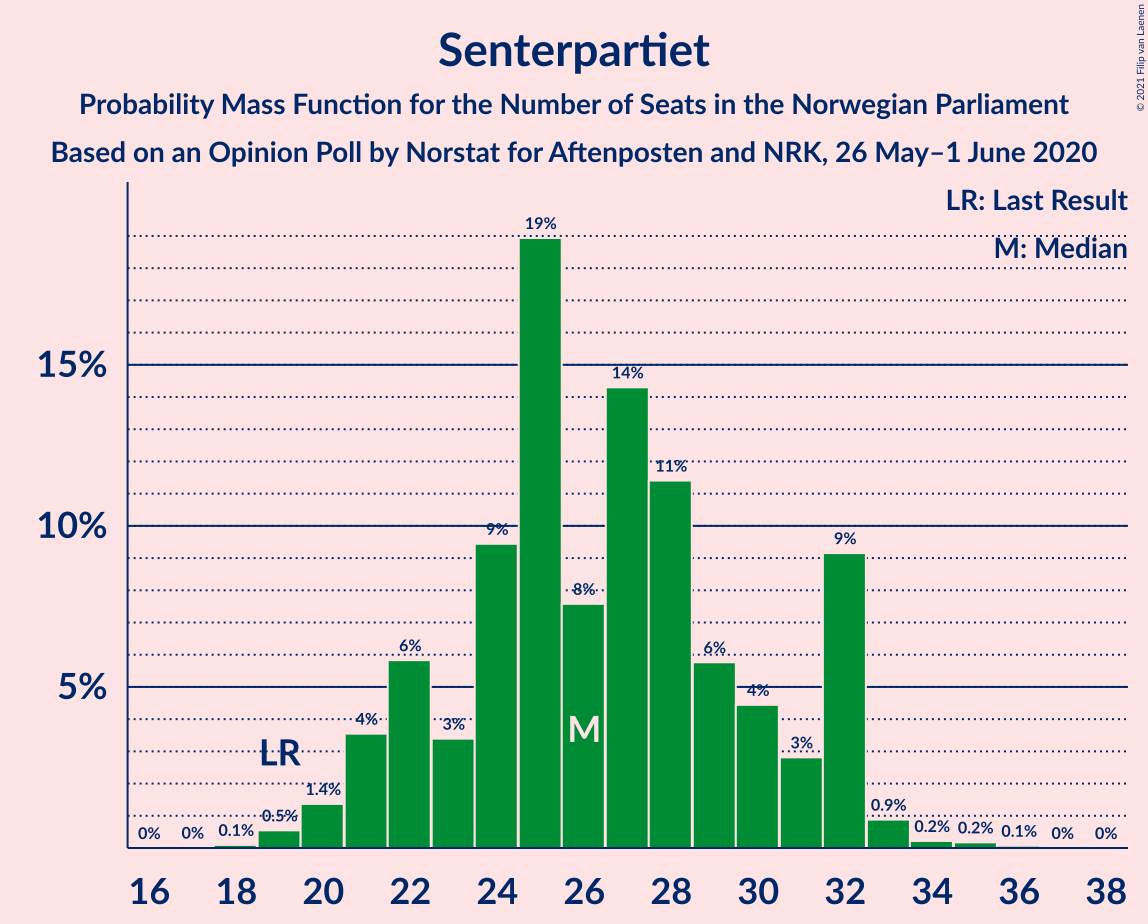 Senterpartiet
Probability Mass Function for the Number of Seats in the Norwegian Parliament
Based on an Opinion Poll by Norstat for Aftenposten and NRK, 26 May–1 June 2020
© 2021 Filip van Laenen
LR: Last Result
M: Median
15%
10%
5%
0% 0% 0.1% 0.5% 1.4% 4% 6% 3% 9% 19% 8% 14% 11% 6% 4% 3% 9% 0.9% 0.2% 0.2% 0.1% 0% 0%
LR
M
16 18 20 22 24 26 28 30 32 34 36 38